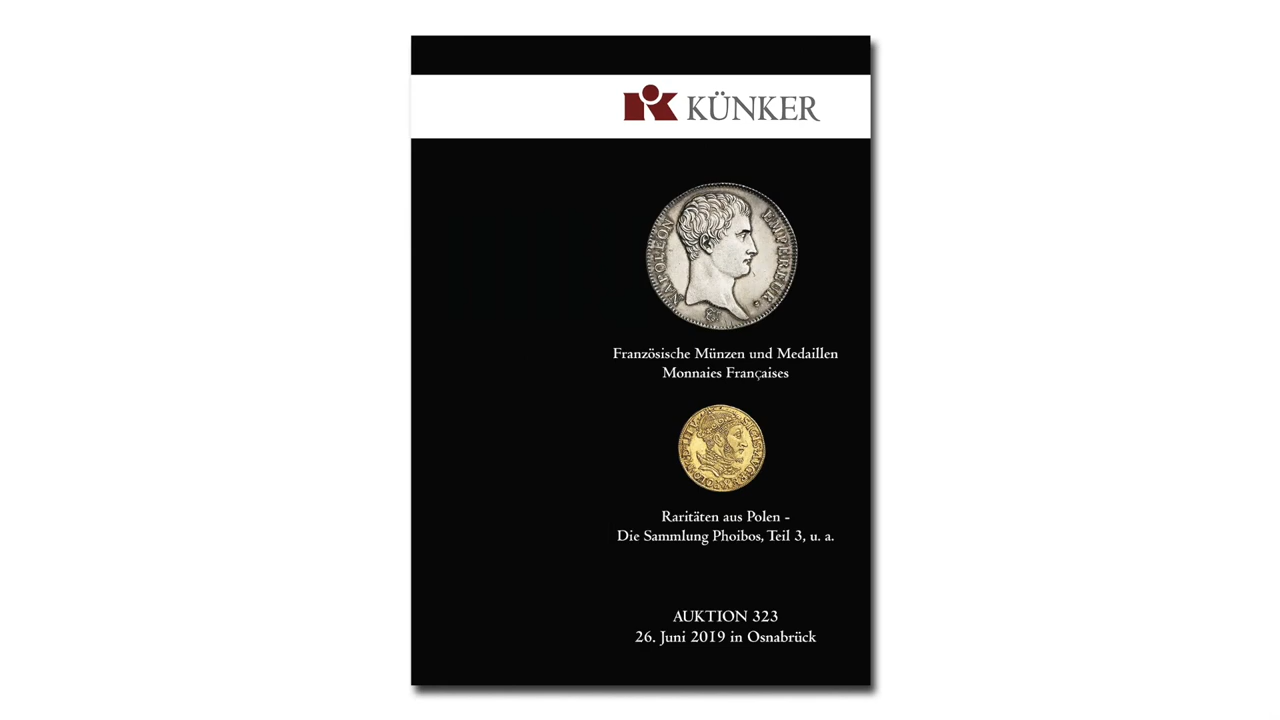 KÜNKER
NAPOLEON EMPEREUR
Französische Münzen und Medaillen
Monnaies Françaises
Raritäten aus Polen -
Die Sammlung Phoibos, Teil 3, u. a.
AUKTION 323
26. Juni 2019 in Osnabrück